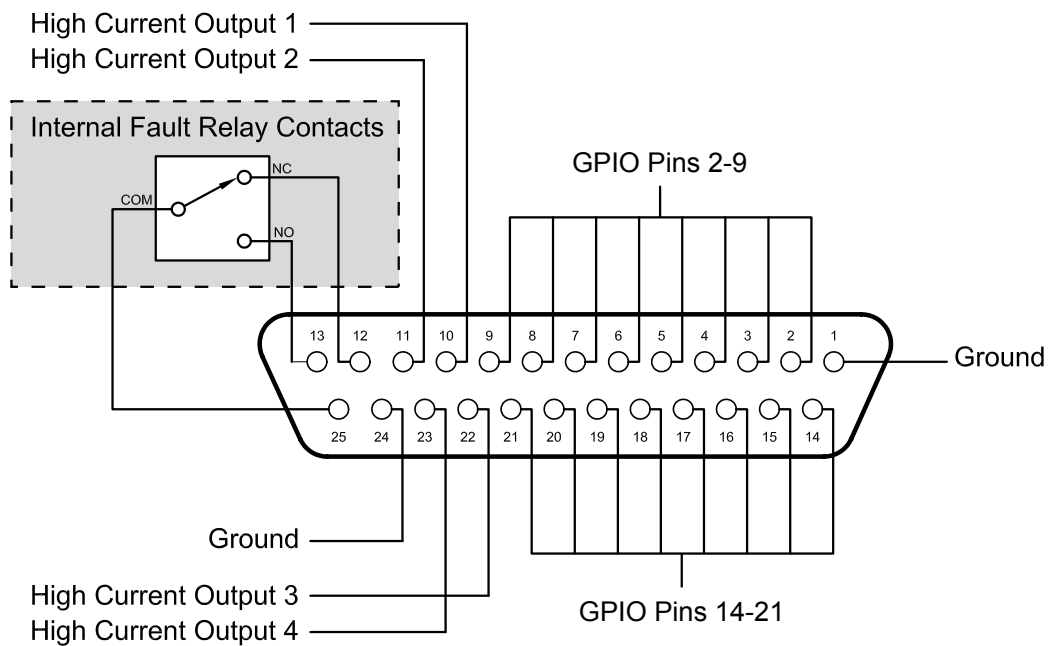 High Current Output 1
High Current Output 2
Internal Fault Relay Contacts
NC
COM
NO
GPIO Pins 2-9
13 12 11 10 9 8 7 6 5 4 3 2 1
Ground
25 24 23 22 21 20 19 18 17 16 15 14
Ground
High Current Output 3
High Current Output 4
GPIO Pins 14-21